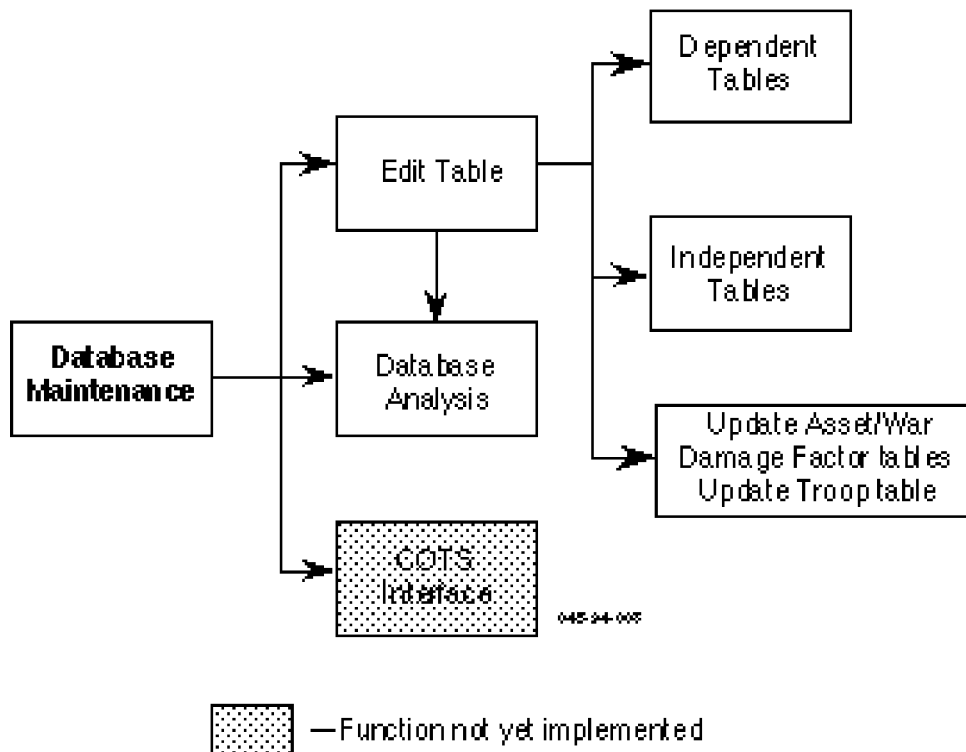 Dependent
Tables
Edit Table
Independent
Tables
Database
Maintenance
Database
Analysis
Update Asset/War
Damage Factor tables
Update Troop table
COTS
Interface
—Function not yet implemented